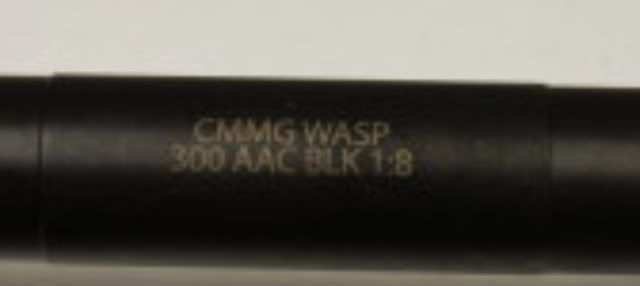 CMMG WASP
300 AAC BLK 1:8